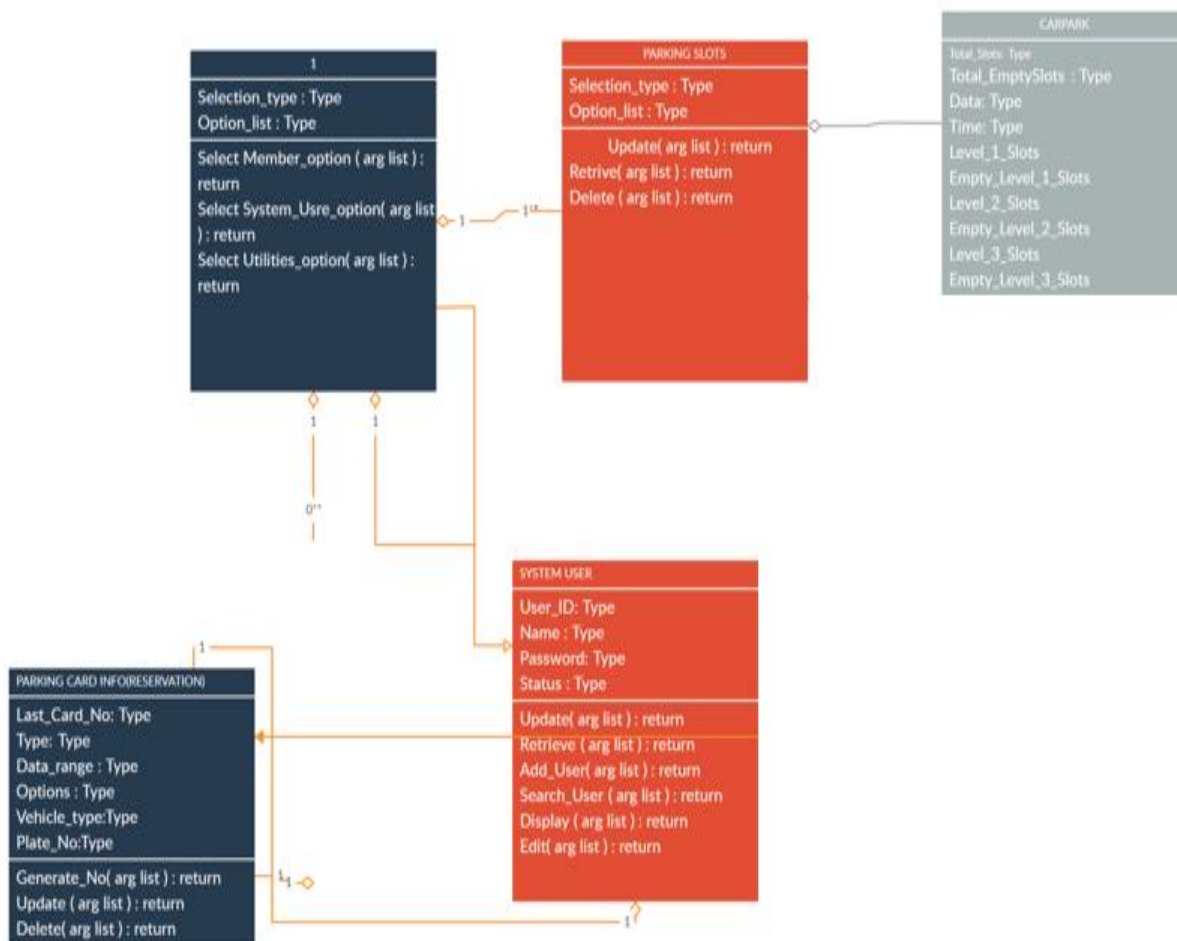 1
Selection_type : Type
Option_list : Type
Select Member_option ( arg list ) :
return
Select System_Usre_option( arg list
) : return
Select Utilities_option( arg list ) :
return
PARKING SLOTS
Selection_type : Type
Option_list : Type
Update( arg list ) : return
Retrive( arg list ) : return
Delete ( arg list ) : return
CARPARK
Total_Slots: Type
Total_EmptySlots : Type
Data: Type
Time: Type
Level_1_Slots
Empty_Level_1_Slots
Level_2_Slots
Empty_Level_2_Slots
Level_3_Slots
Empty_Level_3_Slots
1
1**
1
1
0**
SYSTEM USER
User_ID: Type
Name : Type
Password: Type
Status : Type
Update( arg list ) : return
Retrieve ( arg list ) : return
Add_User( arg list ) : return
Search_User ( arg list ) : return
Display ( arg list ) : return
Edit( arg list ) : return
1
PARKING CARD INFO(RESERVATION)
Last_Card_No: Type
Type: Type
Data_range : Type
Options : Type
Vehicle_type:Type
Plate_No:Type
Generate_No( arg list ) : return
Update ( arg list ) : return
Delete( arg list ) : return
1
1
1